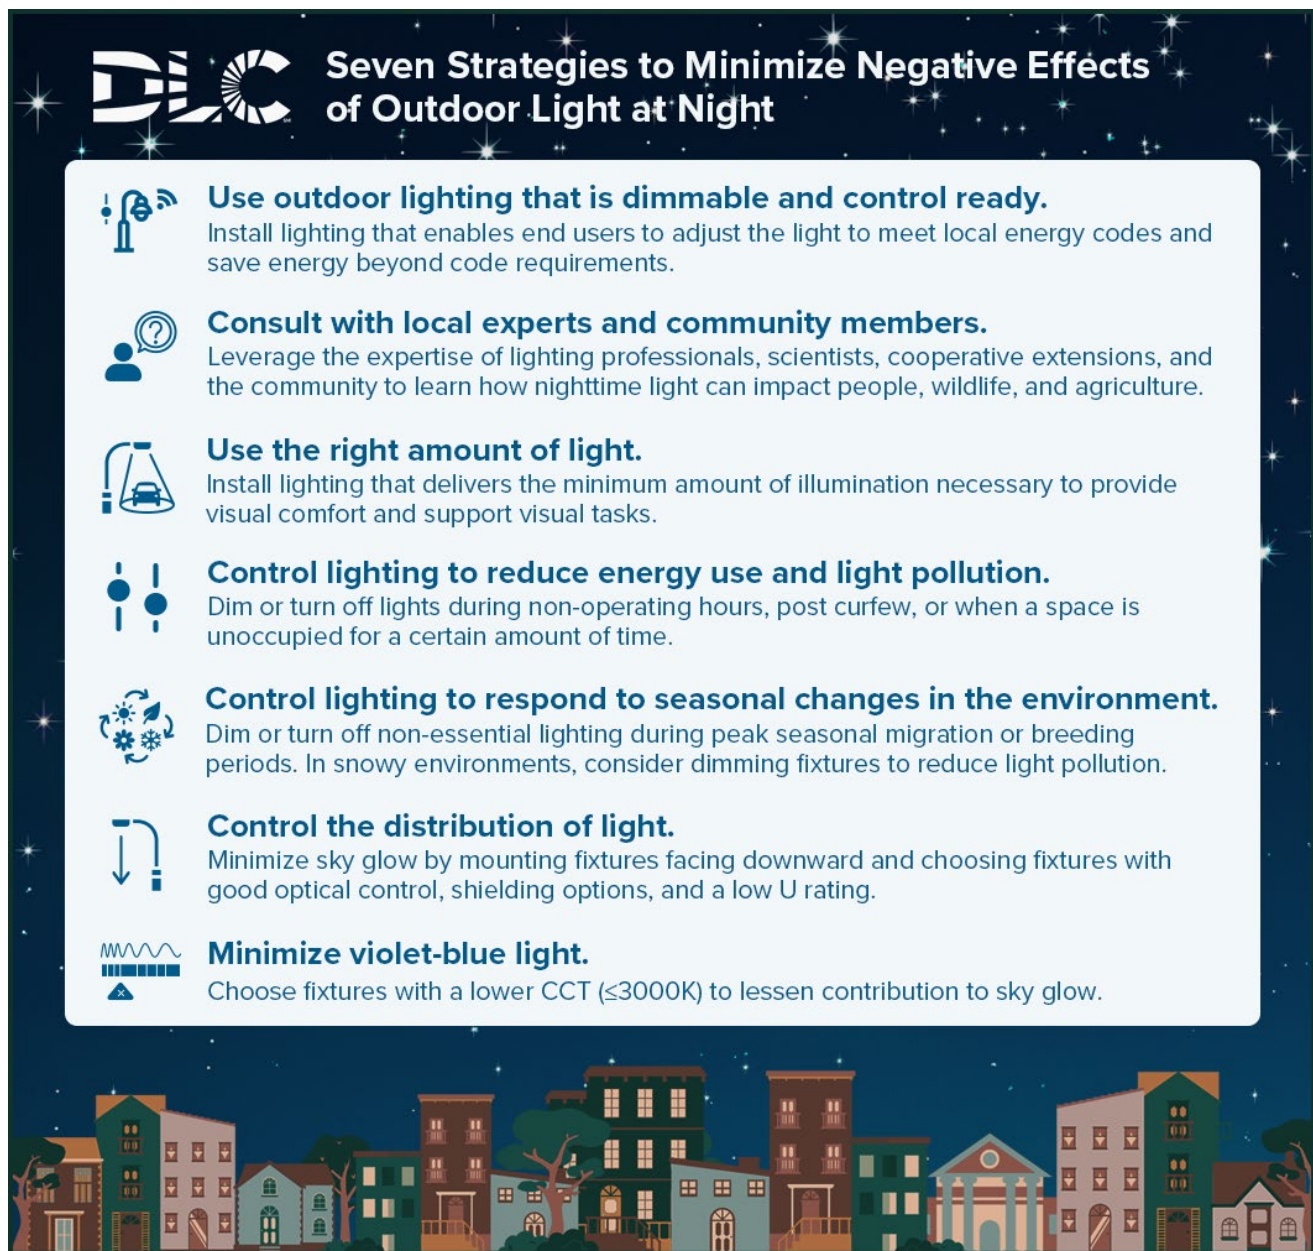 DLC
Seven Strategies to Minimize Negative Effects
of Outdoor Light at Night
Use outdoor lighting that is dimmable and control ready.
Install lighting that enables end users to adjust the light to meet local energy codes and
save energy beyond code requirements.
Consult with local experts and community members.
Leverage the expertise of lighting professionals, scientists, cooperative extensions, and
the community to learn how nighttime light can impact people, wildlife, and agriculture.
Use the right amount of light.
Install lighting that delivers the minimum amount of illumination necessary to provide
visual comfort and support visual tasks.
Control lighting to reduce energy use and light pollution.
Dim or turn off lights during non-operating hours, post curfew, or when a space is
unoccupied for a certain amount of time.
Control lighting to respond to seasonal changes in the environment.
Dim or turn off non-essential lighting during peak seasonal migration or breeding
periods. In snowy environments, consider dimming fixtures to reduce light pollution.
Control the distribution of light.
Minimize sky glow by mounting fixtures facing downward and choosing fixtures with
good optical control, shielding options, and a low U rating.
Minimize violet-blue light.
Choose fixtures with a lower CCT (≤3000K) to lessen contribution to sky glow.